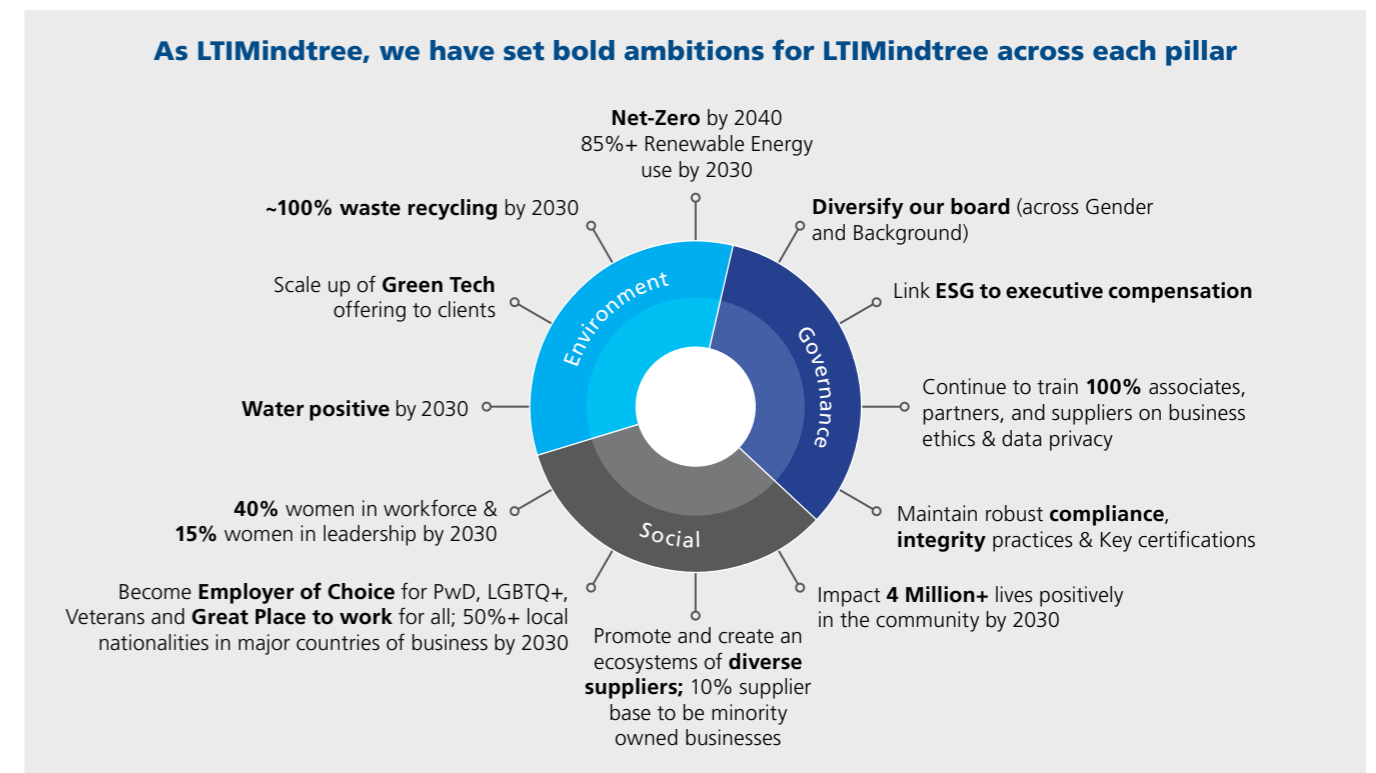 As LTIMindtree, we have set bold ambitions for LTIMindtree across each pillar
Net-Zero by 2040
85%+ Renewable Energy
use by 2030
Diversify our board (across Gender
and Background)
Link ESG to executive compensation
Continue to train 100% associates,
partners, and suppliers on business
ethics & data privacy
Maintain robust compliance,
integrity practices & Key certifications
Impact 4 Million+ lives positively
in the community by 2030
Promote and create an
ecosystems of diverse
suppliers; 10% supplier
base to be minority
owned businesses
Become Employer of Choice for PwD, LGBTQ+,
Veterans and Great Place to work for all; 50%+ local
nationalities in major countries of business by 2030
40% women in workforce &
15% women in leadership by 2030
Water positive by 2030
Scale up of Green Tech
offering to clients
~100% waste recycling by 2030
Environment
Governance
Social